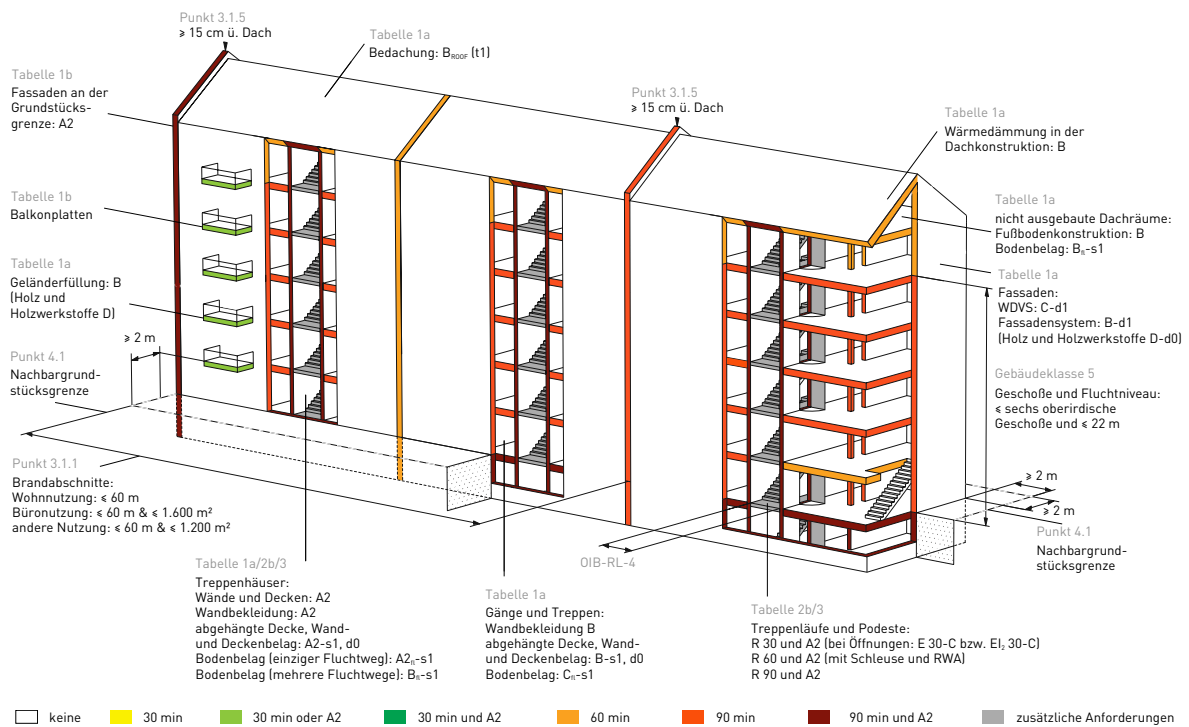 Punkt 3.1.5
≥ 15 cm ü. Dach
Tabelle 1a
Bedachung: B_ROOF (t1)
Tabelle 1b
Fassaden an der
Grundstücks-
grenze: A2
Punkt 3.1.5
≥ 15 cm ü. Dach
Tabelle 1a
Wärmedämmung in der
Dachkonstruktion: B
Tabelle 1b
Balkonplatten
Tabelle 1a
nicht ausgebaute Dachräume:
Fußbodenkonstruktion: B
Bodenbelag: B_fl-s1
Tabelle 1a
Geländerfüllung: B
(Holz und
Holzwerkstoffe D)
Tabelle 1a
Fassaden:
WDVS: C-d1
Fassadensystem: B-d1
(Holz und Holzwerkstoffe D-d0)
≥ 2 m
Punkt 4.1
Nachbargrund-
stücksgrenze
Gebäudeklasse 5
Geschoße und Fluchtniveau:
≤ sechs oberirdische
Geschoße und ≤ 22 m
Punkt 3.1.1
Brandabschnitte:
Wohnnutzung: ≤ 60 m
Büronutzung: ≤ 60 m & ≤ 1.600 m²
andere Nutzung: ≤ 60 m & ≤ 1.200 m²
≥ 2 m
≥ 2 m
Punkt 4.1
Nachbargrund-
stücksgrenze
OIB-RL-4
Tabelle 1a/2b/3
Treppenhäuser:
Wände und Decken: A2
Wandbekleidung: A2
abgehängte Decke, Wand-
und Deckenbelag: A2-s1, d0
Bodenbelag (einziger Fluchtweg): A2_fl-s1
Bodenbelag (mehrere Fluchtwege): B_fl-s1
Tabelle 1a
Gänge und Treppen:
Wandbekleidung B
abgehängte Decke, Wand-
und Deckenbelag: B-s1, d0
Bodenbelag: C_fl-s1
Tabelle 2b/3
Treppenläufe und Podeste:
R 30 und A2 (bei Öffnungen: E 30-C bzw. EI₂ 30-C)
R 60 und A2 (mit Schleuse und RWA)
R 90 und A2
keine
30 min
30 min oder A2
30 min und A2
60 min
90 min
90 min und A2
zusätzliche Anforderungen